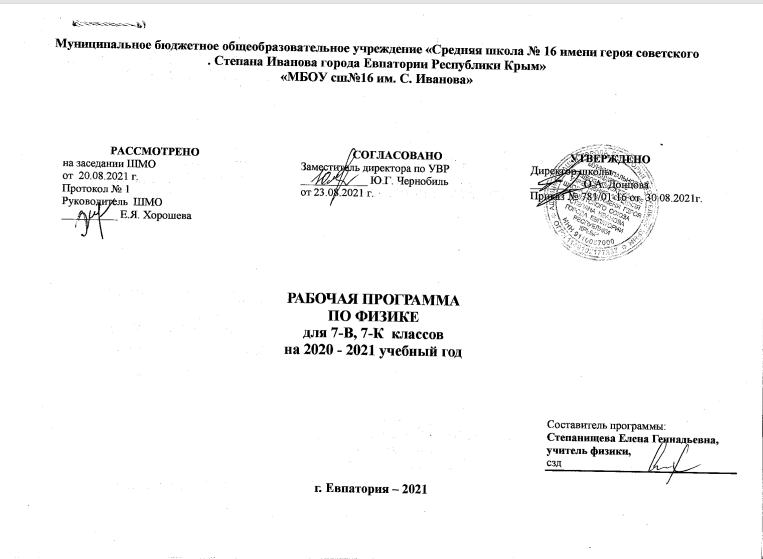 Муниципальное бюджетное общеобразовательное учреждение «Средняя школа № 16 имени героя советского
. Степана Иванова города Евпатории Республики Крым»
«МБОУ сш№16 им. С. Иванова»
РАССМОТРЕНО
на заседании ШМО
от 20.08.2021 г.
Протокол № 1
Руководитель ШМО
Е.Я. Хорошева
СОГЛАСОВАНО
Заместитель директора по УВР
Ю.Г. Чернобиль
от 23.08.2021 г.
УТВЕРЖДЕНО
Директор школы
О.А. Донцова
Приказ № 781/01-16 от 30.08.2021г.
РАБОЧАЯ ПРОГРАММА
ПО ФИЗИКЕ
для 7-В, 7-К классов
на 2020 - 2021 учебный год
Составитель программы:
Степанищева Елена Геннадьевна,
учитель физики,
сзд
г. Евпатория – 2021